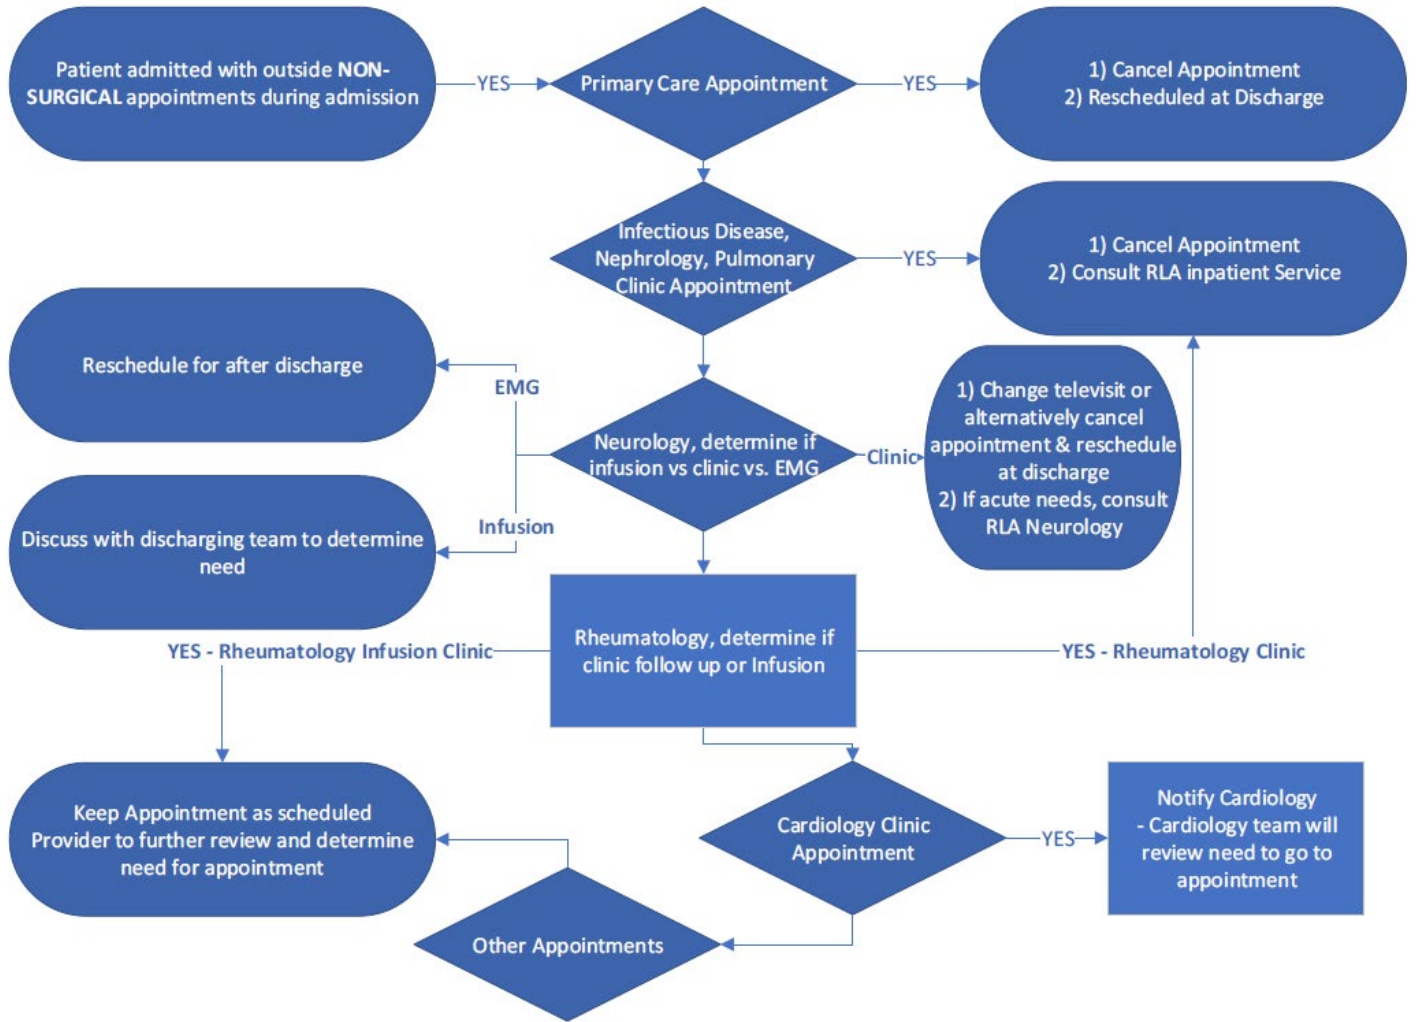 Patient admitted with outside NON-
SURGICAL appointments during admission
YES
Primary Care Appointment
YES
1) Cancel Appointment
2) Rescheduled at Discharge
Infectious Disease,
Nephrology, Pulmonary
Clinic Appointment
YES
1) Cancel Appointment
2) Consult RLA inpatient Service
Reschedule for after discharge
EMG
Neurology, determine if
infusion vs clinic vs. EMG
Clinic
1) Change televisit or
alternatively cancel
appointment & reschedule
at discharge
2) If acute needs, consult
RLA Neurology
Infusion
Discuss with discharging team to determine
need
YES - Rheumatology Infusion Clinic
Rheumatology, determine if
clinic follow up or Infusion
YES - Rheumatology Clinic
Keep Appointment as scheduled
Provider to further review and determine
need for appointment
Cardiology Clinic
Appointment
YES
Notify Cardiology
- Cardiology team will
review need to go to
appointment
Other Appointments